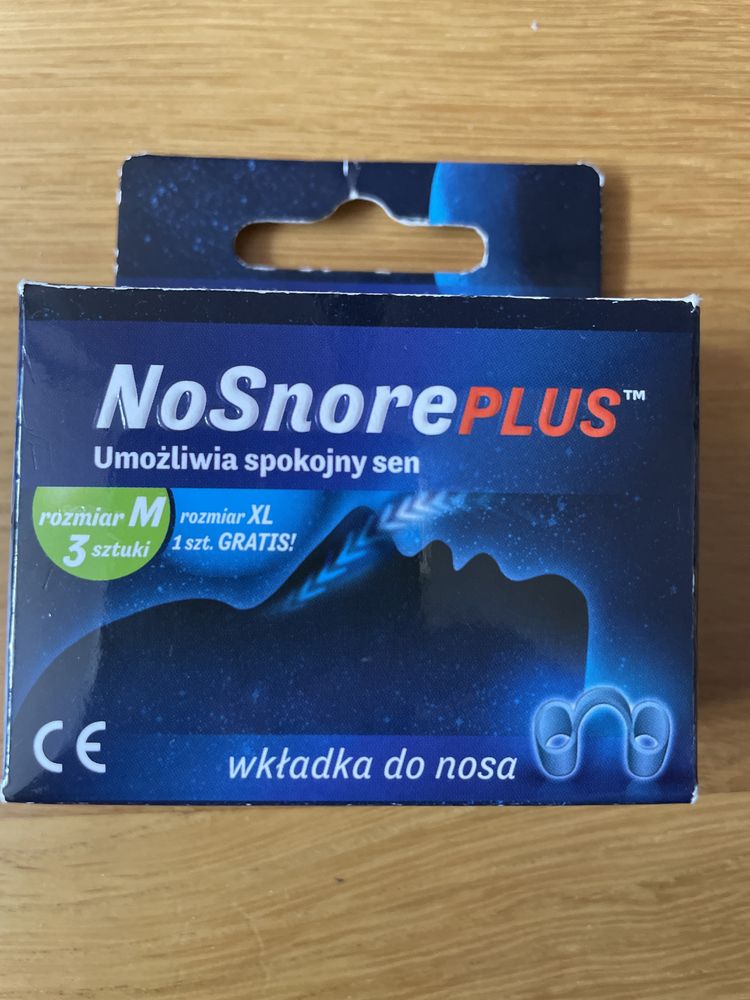 NoSnorePLUS™
Umożliwia spokojny sen
rozmiar M
3 sztuki
rozmiar XL
1 szt. GRATIS!
CE
wkładka do nosa